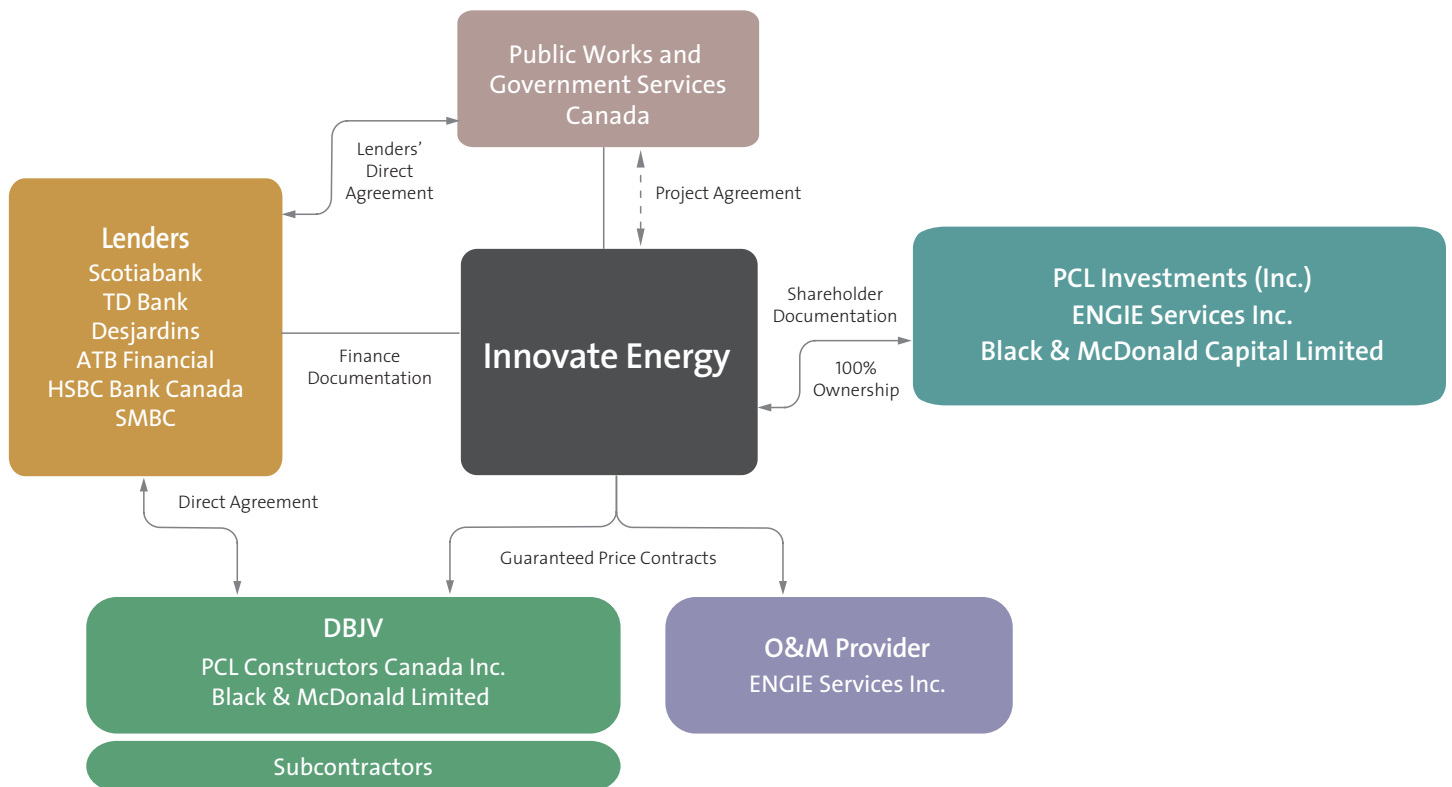 Public Works and
Government Services
Canada
Lenders’
Direct
Agreement
Project Agreement
Lenders
Scotiabank
TD Bank
Desjardins
ATB Financial
HSBC Bank Canada
SMBC
Finance
Documentation
Innovate Energy
Shareholder
Documentation
100%
Ownership
PCL Investments (Inc.)
ENGIE Services Inc.
Black & McDonald Capital Limited
Direct Agreement
Guaranteed Price Contracts
DBJV
PCL Constructors Canada Inc.
Black & McDonald Limited
O&M Provider
ENGIE Services Inc.
Subcontractors